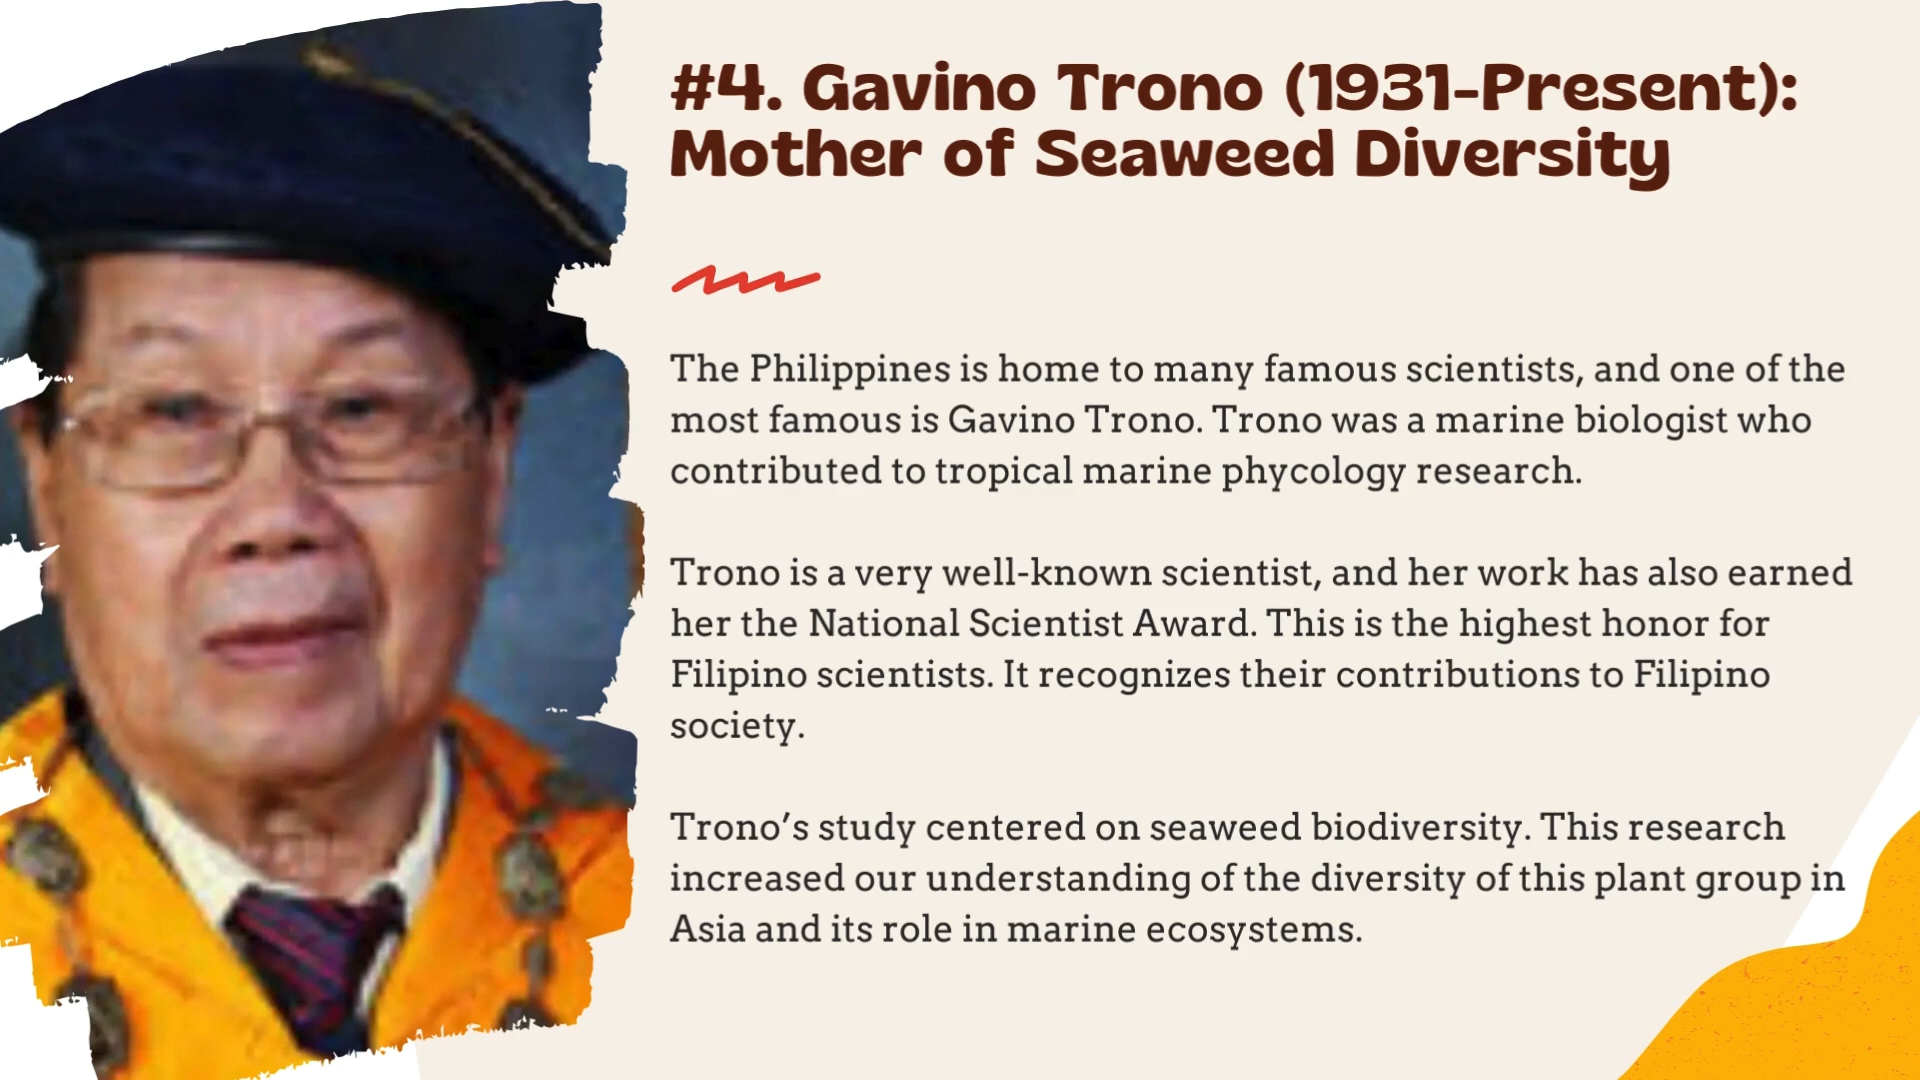 #4. Gavino Trono (1931-Present):
Mother of Seaweed Diversity
The Philippines is home to many famous scientists, and one of the
most famous is Gavino Trono. Trono was a marine biologist who
contributed to tropical marine phycology research.
Trono is a very well-known scientist, and her work has also earned
her the National Scientist Award. This is the highest honor for
Filipino scientists. It recognizes their contributions to Filipino
society.
Trono’s study centered on seaweed biodiversity. This research
increased our understanding of the diversity of this plant group in
Asia and its role in marine ecosystems.